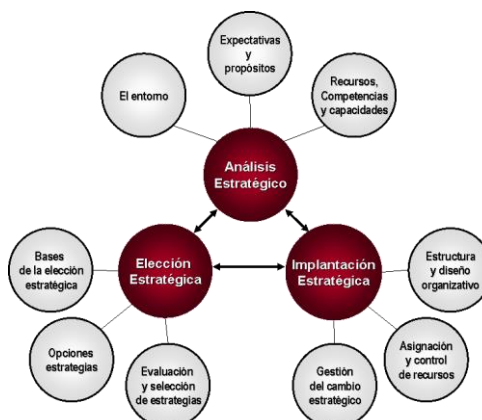 Expectativas
y
propósitos
El entorno
Recursos,
Competencias
y capacidades
Análisis
Estratégico
Bases
de la elección
estratégica
Elección
Estratégica
Implantación
Estratégica
Estructura
y diseño
organizativo
Opciones
estrategias
Evaluación
y selección
de estrategias
Gestión
del cambio
estratégico
Asignación
y control
de recursos